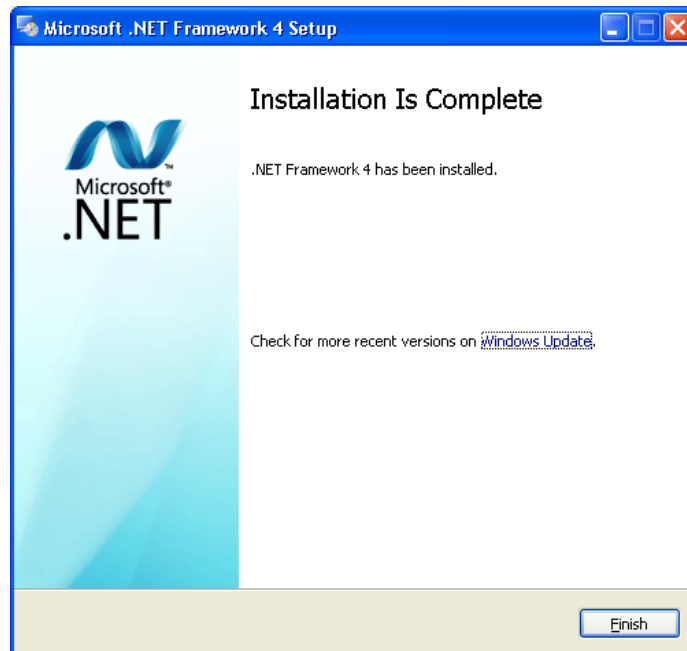 Microsoft .NET Framework 4 Setup
Installation Is Complete
.NET Framework 4 has been installed.
Microsoft®
.NET™
Check for more recent versions on Windows Update.
Finish